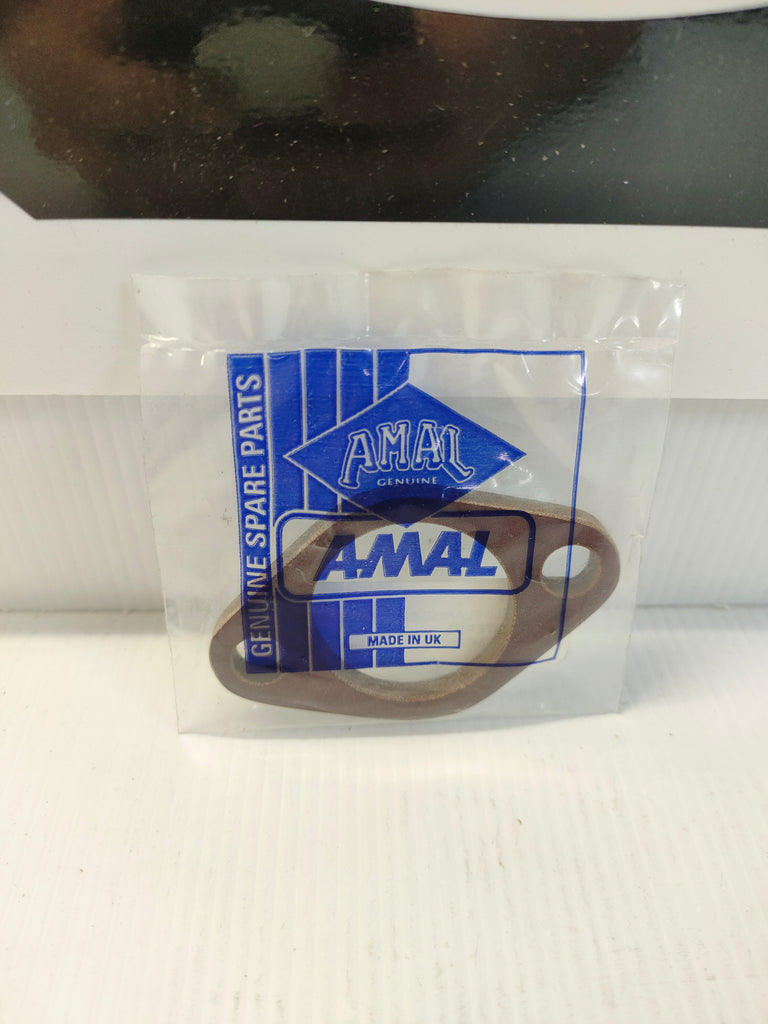 GENUINE SPARE PARTS
AMAL
GENUINE
AMAL
MADE IN UK